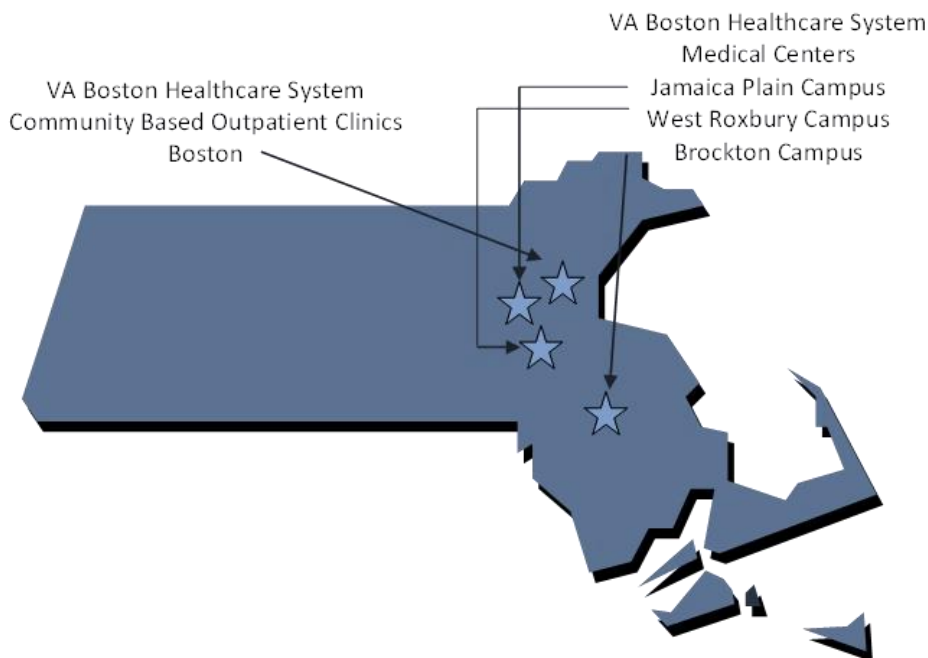 VA Boston Healthcare System
Community Based Outpatient Clinics
Boston
VA Boston Healthcare System
Medical Centers
Jamaica Plain Campus
West Roxbury Campus
Brockton Campus